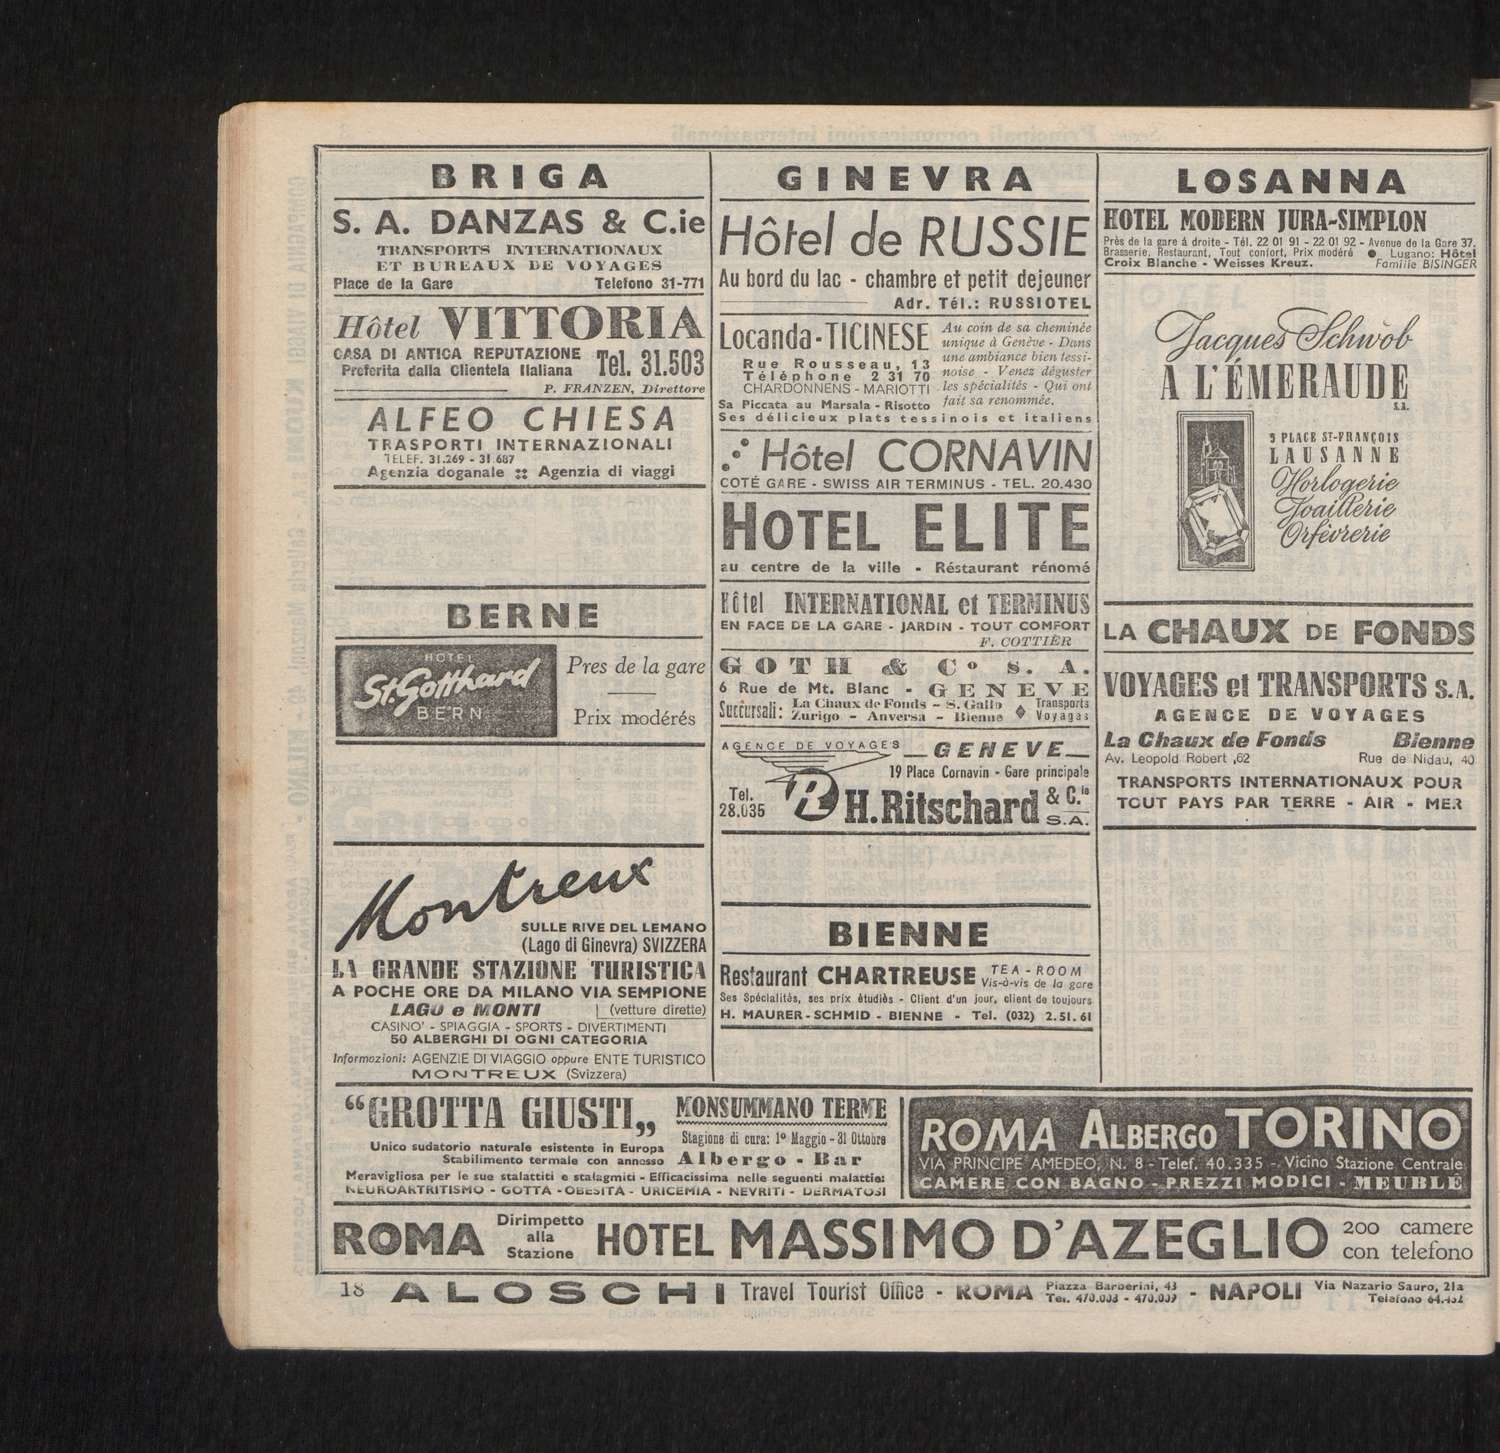 BRIGA
S. A. DANZAS & C.ie
TRANSPORTS INTERNATIONAUX
ET BUREAUX DE VOYAGES
Place de la Gare Telefono 31-771
Hôtel VITTORIA
CASA DI ANTICA REPUTAZIONE
Preferita dalla Clientela Italiana
Tel. 31.503
P. FRANZEN, Direttore
ALFEO CHIESA
TRASPORTI INTERNAZIONALI
TELEF. 31.269 - 31.687
Agenzia doganale :: Agenzia di viaggi
BERNE
HOTEL
St. Gotthard
BERN
Pres de la gare
Prix modérés
Montreux
SULLE RIVE DEL LEMANO
(Lago di Ginevra) SVIZZERA
LA GRANDE STAZIONE TURISTICA
A POCHE ORE DA MILANO VIA SEMPIONE
LAGO e MONTI (vetture dirette)
CASINO' - SPIAGGIA - SPORTS - DIVERTIMENTI
50 ALBERGHI DI OGNI CATEGORIA
Informazioni: AGENZIE DI VIAGGIO oppure ENTE TURISTICO
MONTREUX (Svizzera)
GINEVRA
Hôtel de RUSSIE
Au bord du lac - chambre et petit dejeuner
Adr. Tél.: RUSSIOTEL
Locanda-TICINESE
Rue Rousseau, 13
Téléphone 2 31 70
CHARDONNENS - MARIOTTI
Au coin de sa cheminée
unique à Genève - Dans
une ambiance bien tessi-
noise - Venez déguster
les spécialités - Qui ont
fait sa renommée.
Sa Piccata au Marsala - Risotto
Ses délicieux plats tessinois et italiens
Hôtel CORNAVIN
COTÉ GARE - SWISS AIR TERMINUS - TEL. 20.430
HOTEL ELITE
au centre de la ville - Réstaurant rénomé
Hôtel INTERNATIONAL et TERMINUS
EN FACE DE LA GARE - JARDIN - TOUT COMFORT
F. COTTIËR
GOTH & Co S. A.
6 Rue de Mt. Blanc - GENEVE
Succursali: La Chaux de Fonds - S. Gallo
Zurigo - Anversa - Bienne
Transports
Voyages
AGENCE DE VOYAGES
GENEVE
19 Place Cornavin - Gare principale
Tel.
28.035
R H. Ritschard & C.ie
S.A.
BIENNE
Restaurant CHARTREUSE TEA-ROOM
Vis-à-vis de la gare
Ses Spécialités, ses prix étudiés - Client d'un jour, client de toujours
H. MAURER-SCHMID - BIENNE - Tel. (032) 2.51.61
LOSANNA
HOTEL MODERN JURA-SIMPLON
Près de la gare à droite - Tél. 22 01 91 - 22 01 92 - Avenue de la Gare 37.
Brasserie, Restaurant, Tout confort, Prix modéré ● Lugano: Hôtel
Croix Blanche - Weisses Kreuz. Familie BISINGER
Jacques Schwöb
A L'ÉMERAUDE
S.A.
5 PLACE ST-FRANÇOIS
LAUSANNE
Horlogerie
Joaillerie
Orfèvrerie
LA CHAUX DE FONDS
VOYAGES et TRANSPORTS S.A.
AGENCE DE VOYAGES
La Chaux de Fonds Bienne
Av. Leopold Robert ,62 Rue de Nidau, 40
TRANSPORTS INTERNATIONAUX POUR
TOUT PAYS PAR TERRE - AIR - MER
"GROTTA GIUSTI„
Unico sudatorio naturale esistente in Europa
Stabilimento termale con annesso
MONSUMMANO TERME
Stagione di cura: 1º Maggio - 31 Ottobre
Albergo - Bar
Meravigliosa per le sue stalattiti e stalagmiti - Efficacissima nelle seguenti malattie:
NEUROARTRITISMO - GOTTA - OBESITÀ - URICEMIA - NEVRITI - DERMATOSI
ROMA ALBERGO TORINO
VIA PRINCIPE AMEDEO, N. 8 - Telef. 40.335 - Vicino Stazione Centrale
CAMERE CON BAGNO - PREZZI MODICI - MEUBLÉ
ROMA Dirimpetto
alla
Stazione
HOTEL MASSIMO D'AZEGLIO
200 camere
con telefono
18 ALOSCHI Travel Tourist Office - ROMA Piazza Barberini, 43
Tel. 470.003 - 470.009
- NAPOLI Via Nazario Sauro, 21a
Telefono 64.432